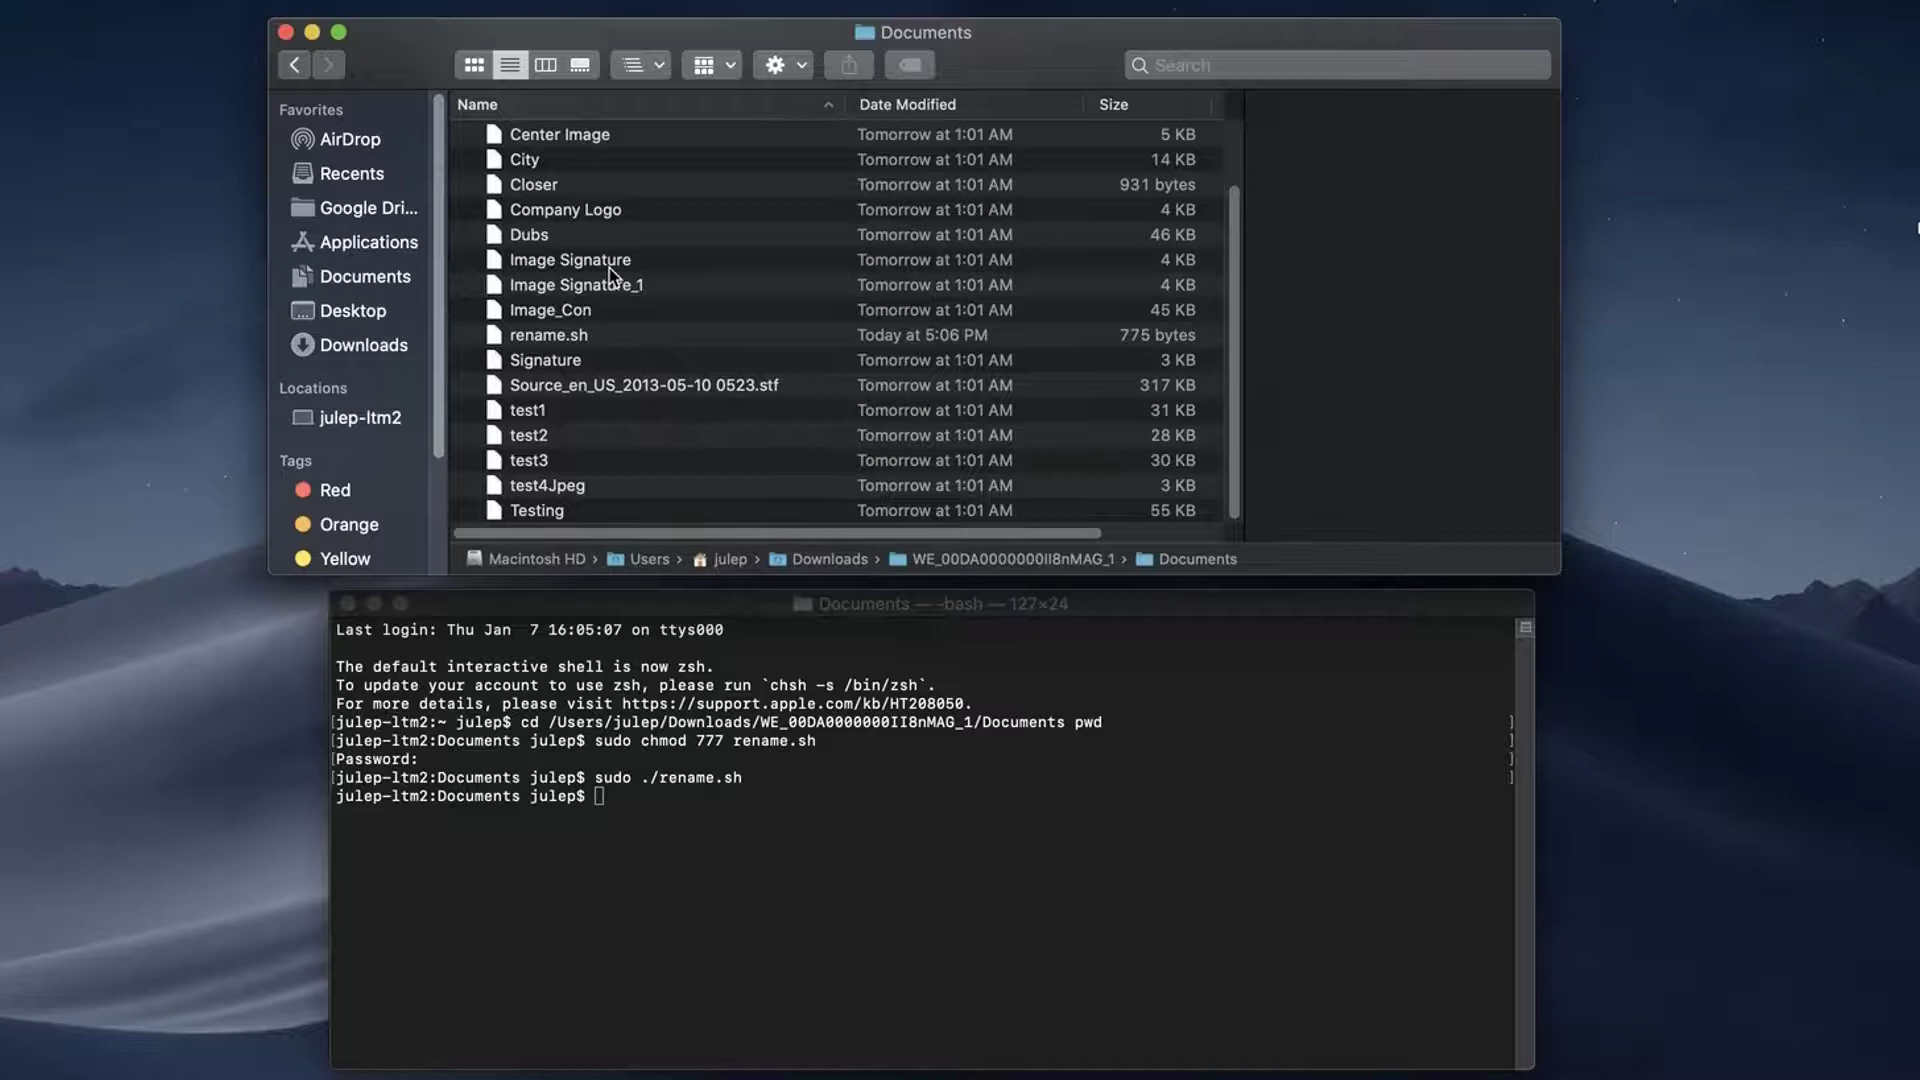 Documents
Search
Favorites
AirDrop
Recents
Google Dri...
Applications
Documents
Desktop
Downloads
Locations
julep-ltm2
Tags
Red
Orange
Yellow
Name Date Modified Size
Center Image Tomorrow at 1:01 AM 5 KB
City Tomorrow at 1:01 AM 14 KB
Closer Tomorrow at 1:01 AM 931 bytes
Company Logo Tomorrow at 1:01 AM 4 KB
Dubs Tomorrow at 1:01 AM 46 KB
Image Signature Tomorrow at 1:01 AM 4 KB
Image Signature_1 Tomorrow at 1:01 AM 4 KB
Image_Con Tomorrow at 1:01 AM 45 KB
rename.sh Today at 5:06 PM 775 bytes
Signature Tomorrow at 1:01 AM 3 KB
Source_en_US_2013-05-10 0523.stf Tomorrow at 1:01 AM 317 KB
test1 Tomorrow at 1:01 AM 31 KB
test2 Tomorrow at 1:01 AM 28 KB
test3 Tomorrow at 1:01 AM 30 KB
test4Jpeg Tomorrow at 1:01 AM 3 KB
Testing Tomorrow at 1:01 AM 55 KB
Macintosh HD › Users › julep › Downloads › WE_00DA0000000II8nMAG_1 › Documents
Documents — -bash — 127×24
Last login: Thu Jan  7 16:05:07 on ttys000
The default interactive shell is now zsh.
To update your account to use zsh, please run `chsh -s /bin/zsh`.
For more details, please visit https://support.apple.com/kb/HT208050.
[julep-ltm2:~ julep$ cd /Users/julep/Downloads/WE_00DA0000000II8nMAG_1/Documents pwd ]
[julep-ltm2:Documents julep$ sudo chmod 777 rename.sh ]
[Password: ]
[julep-ltm2:Documents julep$ sudo ./rename.sh ]
julep-ltm2:Documents julep$